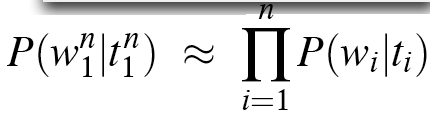 P(w_1^n|t_1^n) ≈ ∏_{i=1}^{n} P(w_i|t_i)